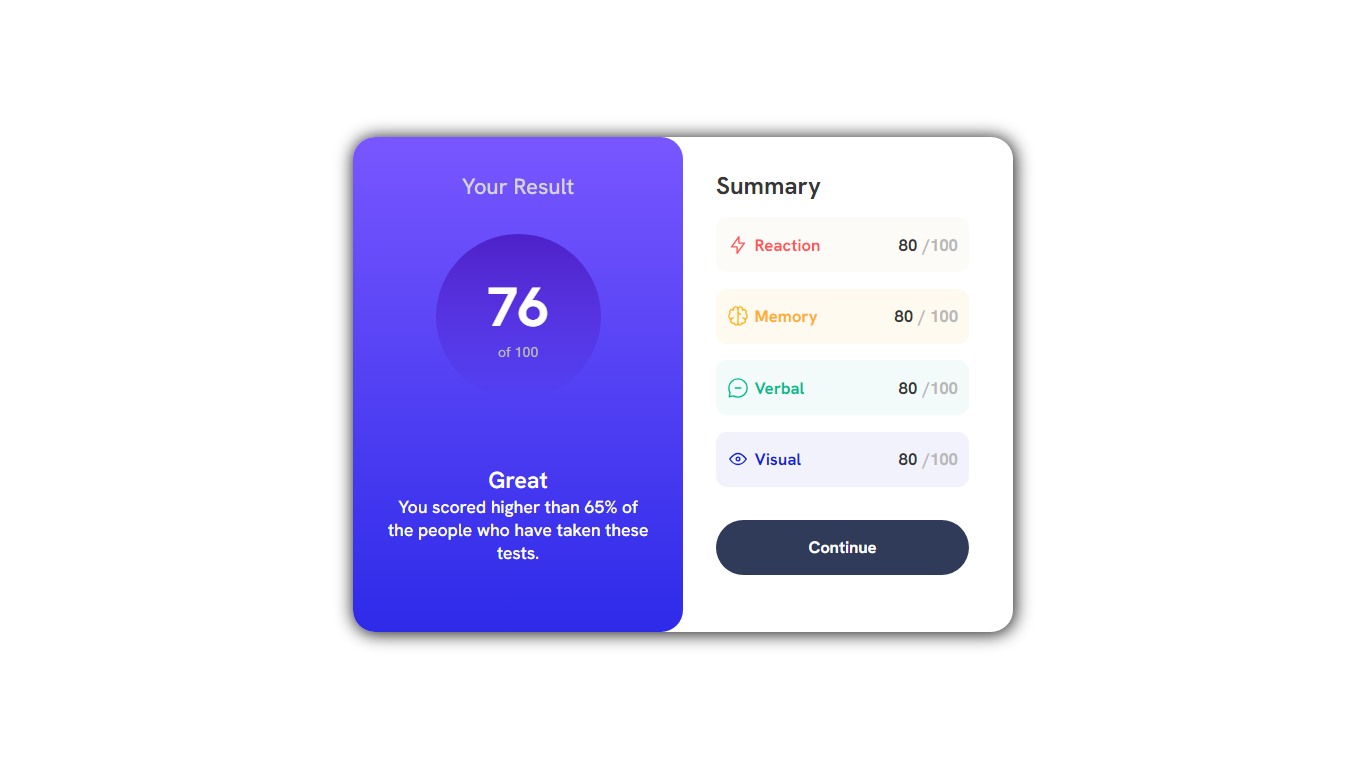 Your Result
76
of 100
Great
You scored higher than 65% of
the people who have taken these
tests.
Summary
Reaction 80 /100
Memory 80 / 100
Verbal 80 /100
Visual 80 /100
Continue